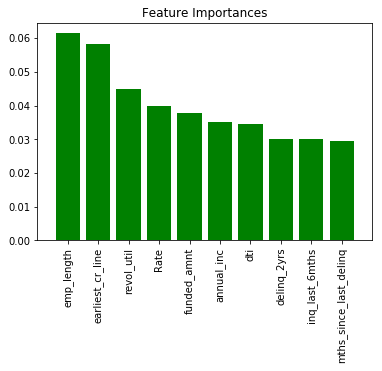 Feature Importances
0.06
0.05
0.04
0.03
0.02
0.01
0.00
emp_length
earliest_cr_line
revol_util
Rate
funded_amnt
annual_inc
dti
delinq_2yrs
inq_last_6mths
mths_since_last_delinq